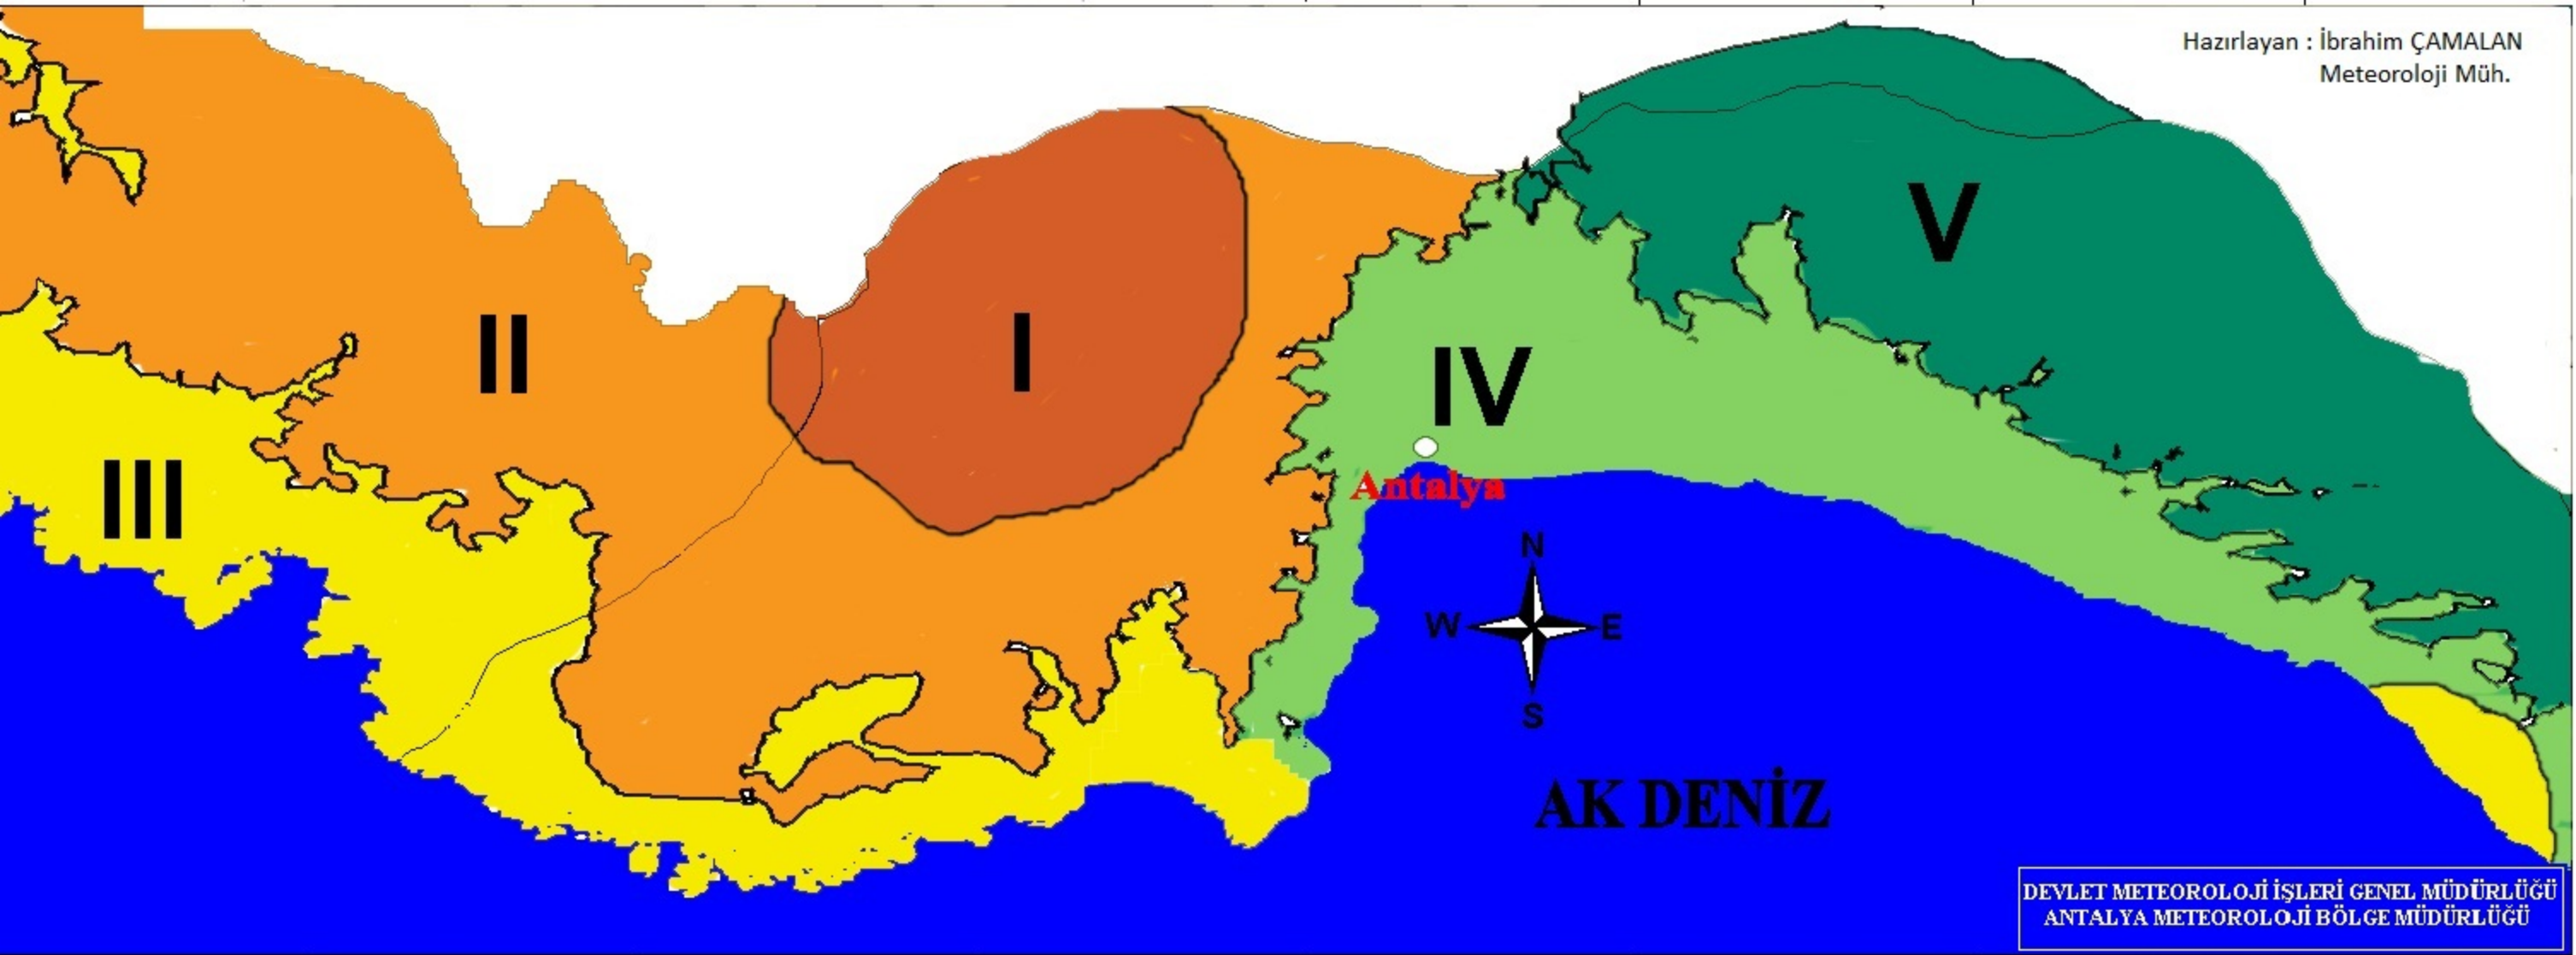 Hazırlayan : İbrahim ÇAMALAN
Meteoroloji Müh.
V
II
I
IV
III
Antalya
N
W E
S
AK DENİZ
DEVLET METEOROLOJİ İŞLERİ GENEL MÜDÜRLÜĞÜ
ANTALYA METEOROLOJİ BÖLGE MÜDÜRLÜĞÜ